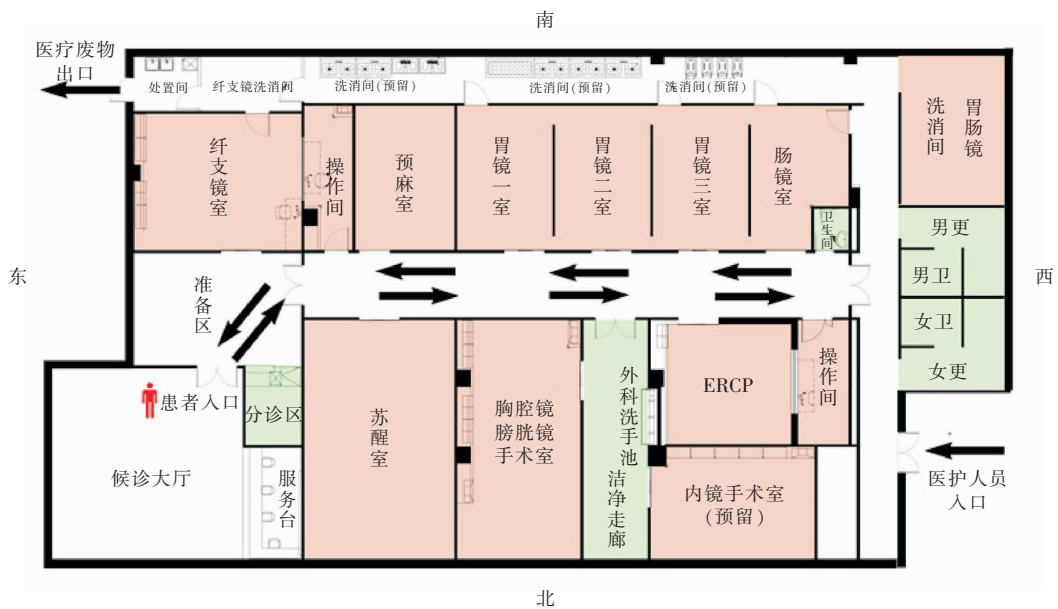 南
医疗废物
出口
处置间
纤支镜洗消间
洗消间(预留)
洗消间(预留)
洗消间(预留)
洗消间
胃肠镜
纤支镜室
操作间
预麻室
胃镜一室
胃镜二室
胃镜三室
肠镜室
卫生间
男更
男卫
女卫
女更
东
西
准备区
患者入口
分诊区
候诊大厅
服务台
苏醒室
胸腔镜
膀胱镜
手术室
外科洗手池
洁净走廊
ERCP
操作间
内镜手术室
(预留)
医护人员
入口
北